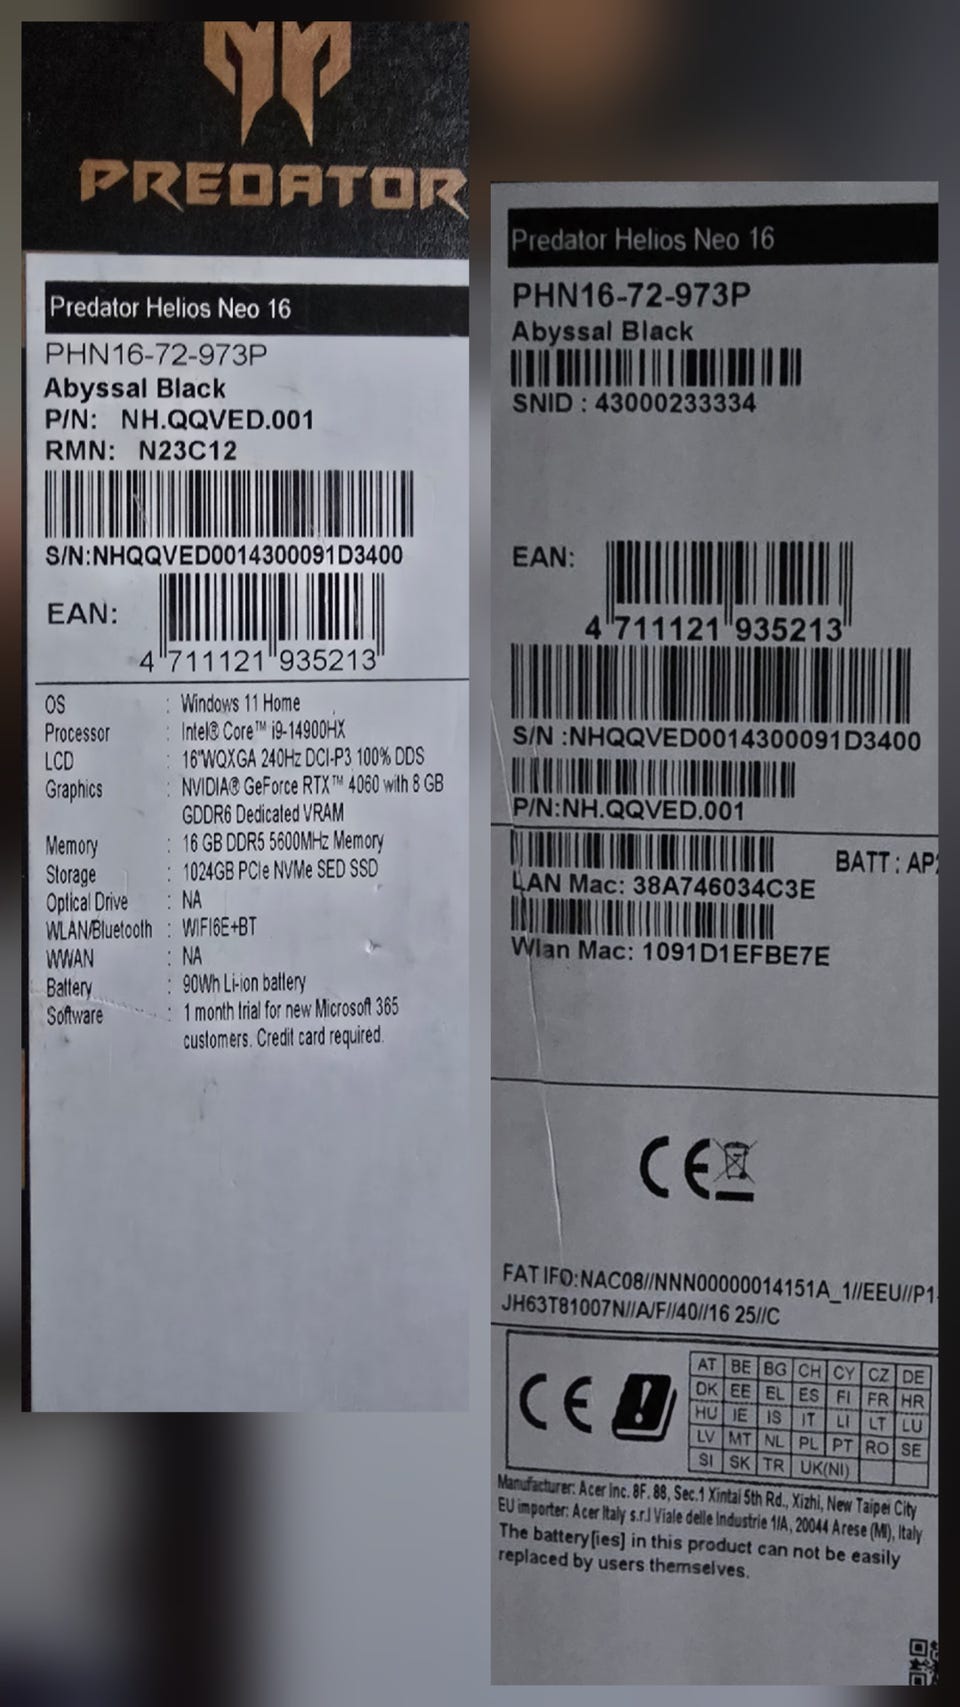 PREDATOR
Predator Helios Neo 16
PHN16-72-973P
Abyssal Black
P/N: NH.QQVED.001
RMN: N23C12
S/N:NHQQVED0014300091D3400
EAN:
4 711121 935213
OS : Windows 11 Home
Processor : Intel® Core™ i9-14900HX
LCD : 16"WQXGA 240Hz DCI-P3 100% DDS
Graphics : NVIDIA® GeForce RTX™ 4060 with 8 GB
GDDR6 Dedicated VRAM
Memory : 16 GB DDR5 5600MHz Memory
Storage : 1024GB PCIe NVMe SED SSD
Optical Drive : NA
WLAN/Bluetooth : WIFI6E+BT
WWAN : NA
Battery : 90Wh Li-ion battery
Software : 1 month trial for new Microsoft 365
customers. Credit card required.
Predator Helios Neo 16
PHN16-72-973P
Abyssal Black
SNID : 43000233334
EAN:
4 711121 935213
S/N :NHQQVED0014300091D3400
P/N:NH.QQVED.001
BATT : AP
LAN Mac: 38A746034C3E
Wlan Mac: 1091D1EFBE7E
CE
FAT IFO:NAC08//NNN00000014151A_1//EEU//P1
JH63T81007N//A/F//40//16 25//C
CE
AT BE BG CH CY CZ DE
DK EE EL ES FI FR HR
HU IE IS IT LI LT LU
LV MT NL PL PT RO SE
SI SK TR UK(NI)
Manufacturer: Acer Inc. 8F. 88, Sec.1 Xintai 5th Rd., Xizhi, New Taipei City
EU importer: Acer Italy s.r.l Viale delle Industrie 1/A, 20044 Arese (MI), Italy
The battery[ies] in this product can not be easily
replaced by users themselves.